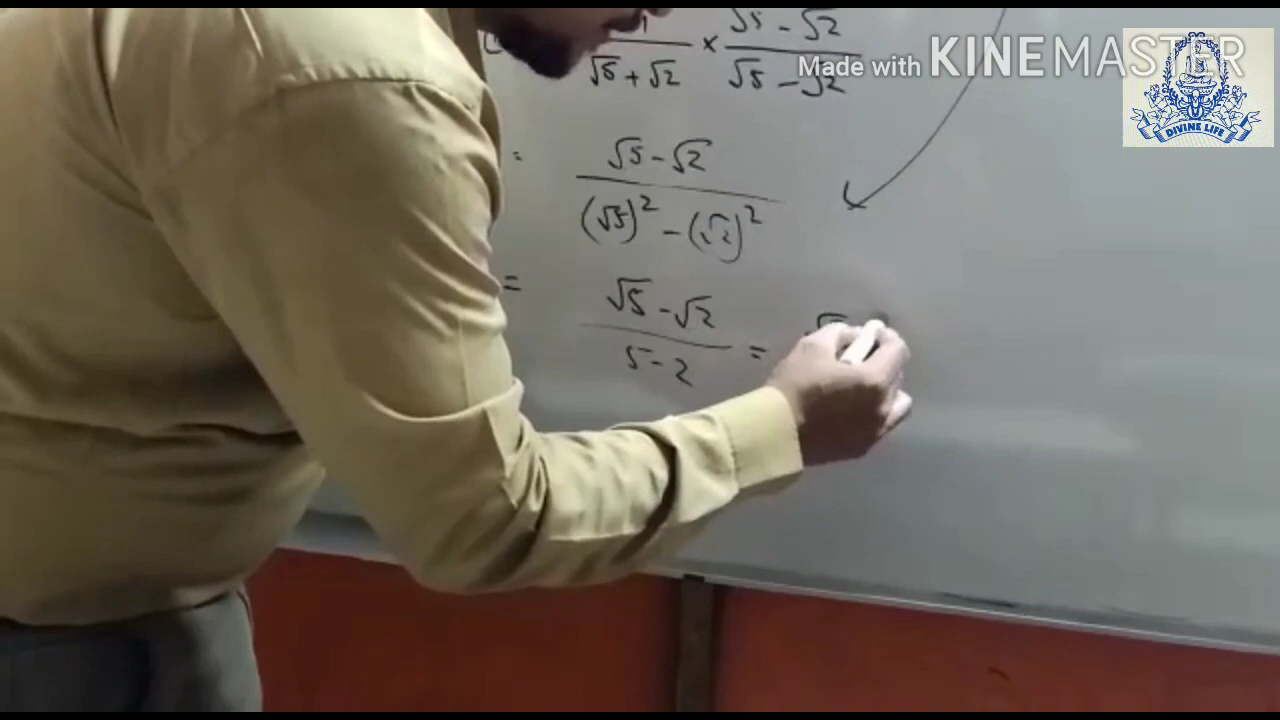 1/(√5 + √2) × (√5 - √2)/(√5 - √2)
Made with KINEMASTER
DIVINE LIFE
= (√5 - √2)/((√5)² - (√2)²)
= (√5 - √2)/(5 - 2) =